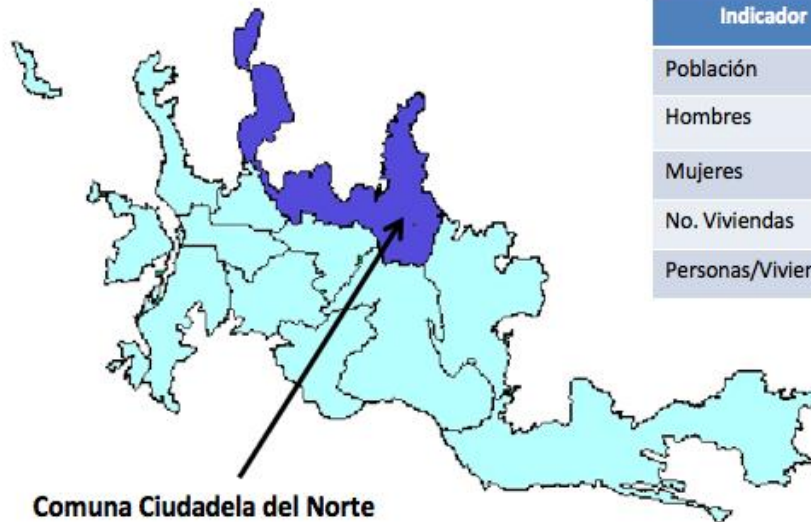 Indicador
Población
Hombres
Mujeres
No. Viviendas
Comuna Ciudadela del Norte